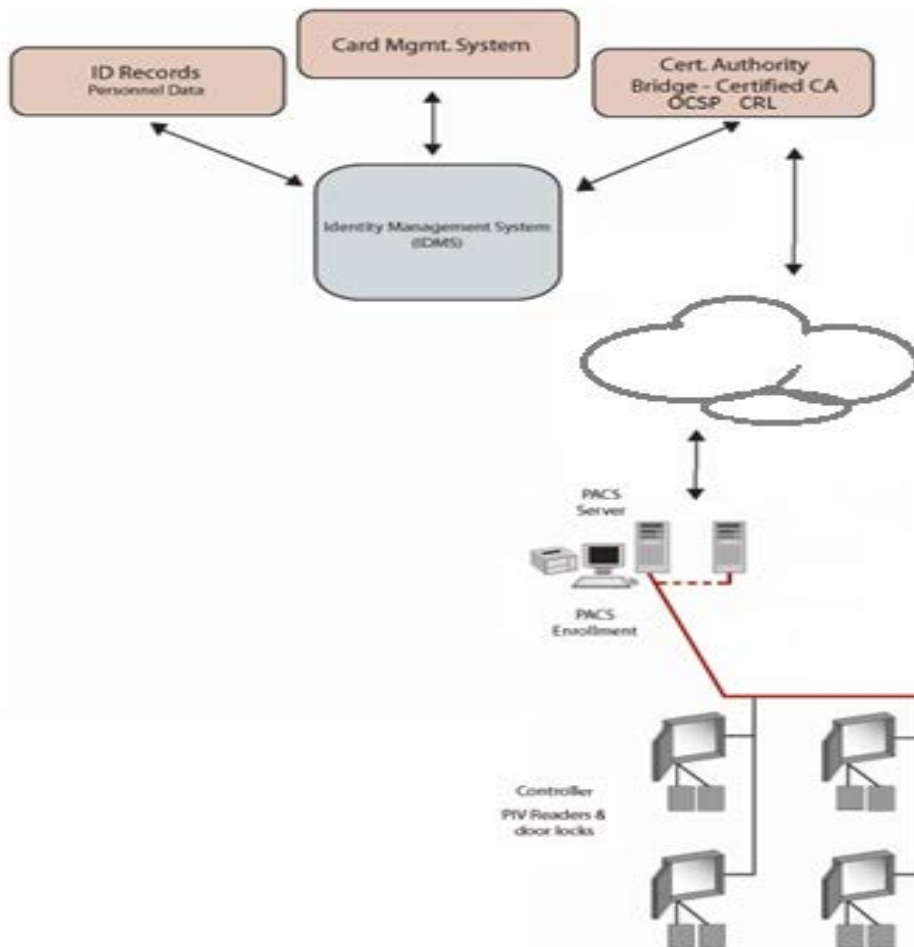 Card Mgmt. System
ID Records
Personnel Data
Cert. Authority
Bridge - Certified CA
OCSP CRL
Identity Management System
(IDMS)
PACS
Server
PACS
Enrollment
Controller
PIV Readers &
door locks